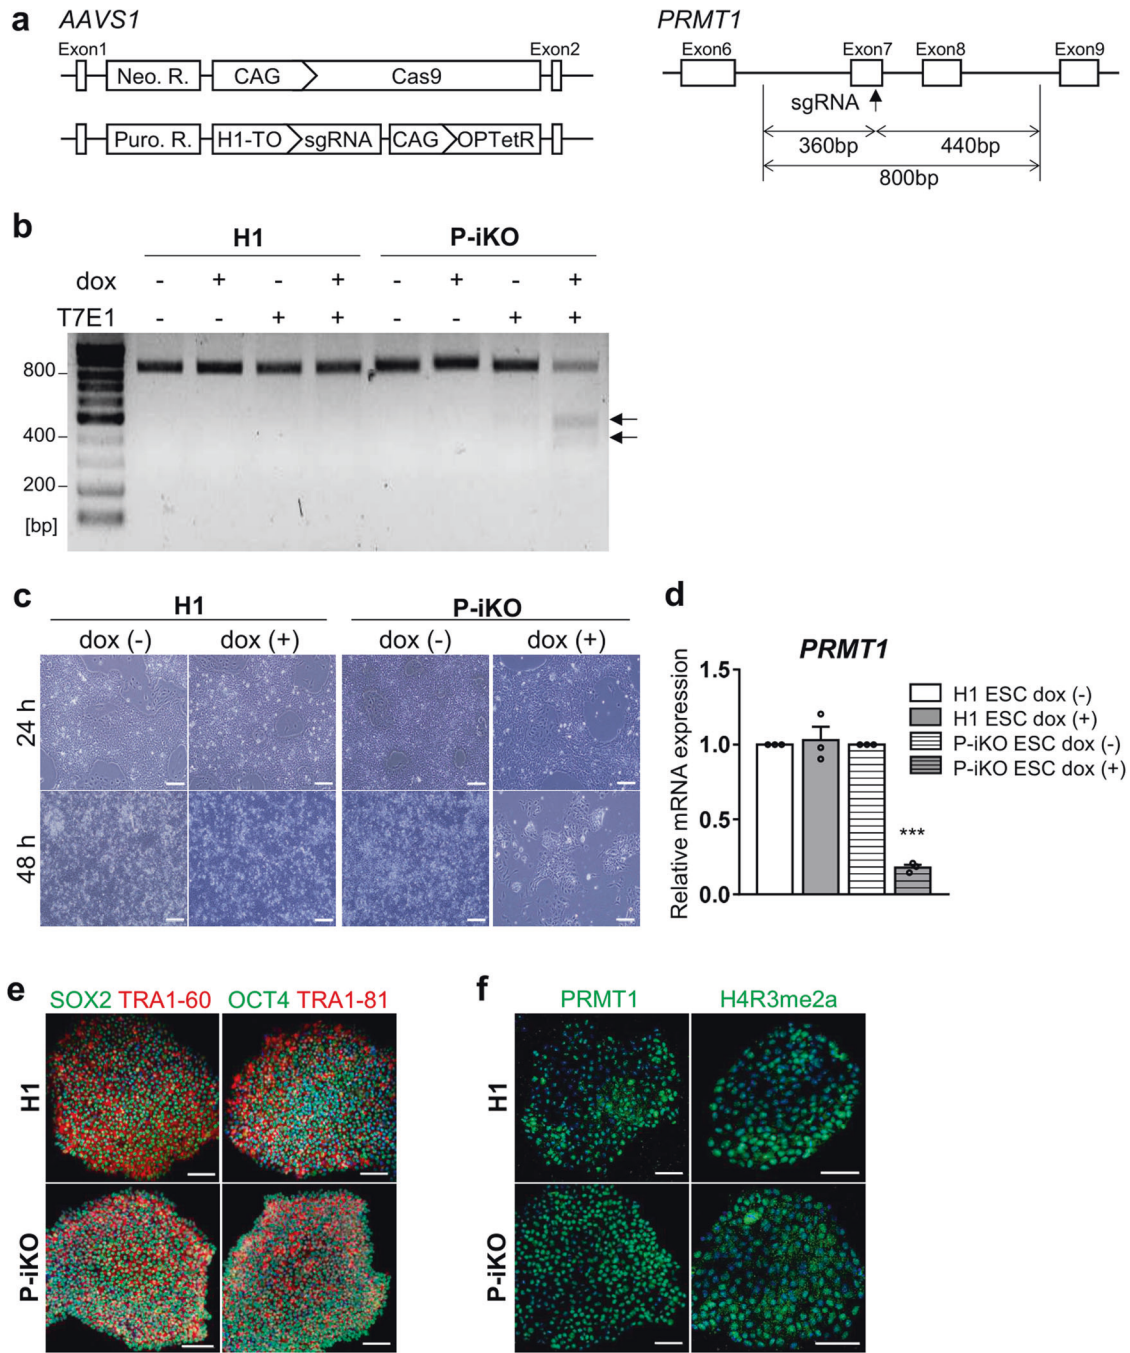 a
AAVS1
Exon1
Exon2
Neo. R.
CAG
Cas9
Puro. R.
H1-TO
sgRNA
CAG
OPTetR
PRMT1
Exon6
Exon7
Exon8
Exon9
sgRNA
360bp
440bp
800bp
b
H1
P-iKO
dox - + - + - + - +
T7E1 - - + + - - + +
800
400
200
[bp]
c
H1
P-iKO
dox (-)
dox (+)
dox (-)
dox (+)
24 h
48 h
d
PRMT1
Relative mRNA expression
1.5
1.0
0.5
0.0
***
H1 ESC dox (-)
H1 ESC dox (+)
P-iKO ESC dox (-)
P-iKO ESC dox (+)
e
SOX2 TRA1-60
OCT4 TRA1-81
H1
P-iKO
f
PRMT1
H4R3me2a
H1
P-iKO